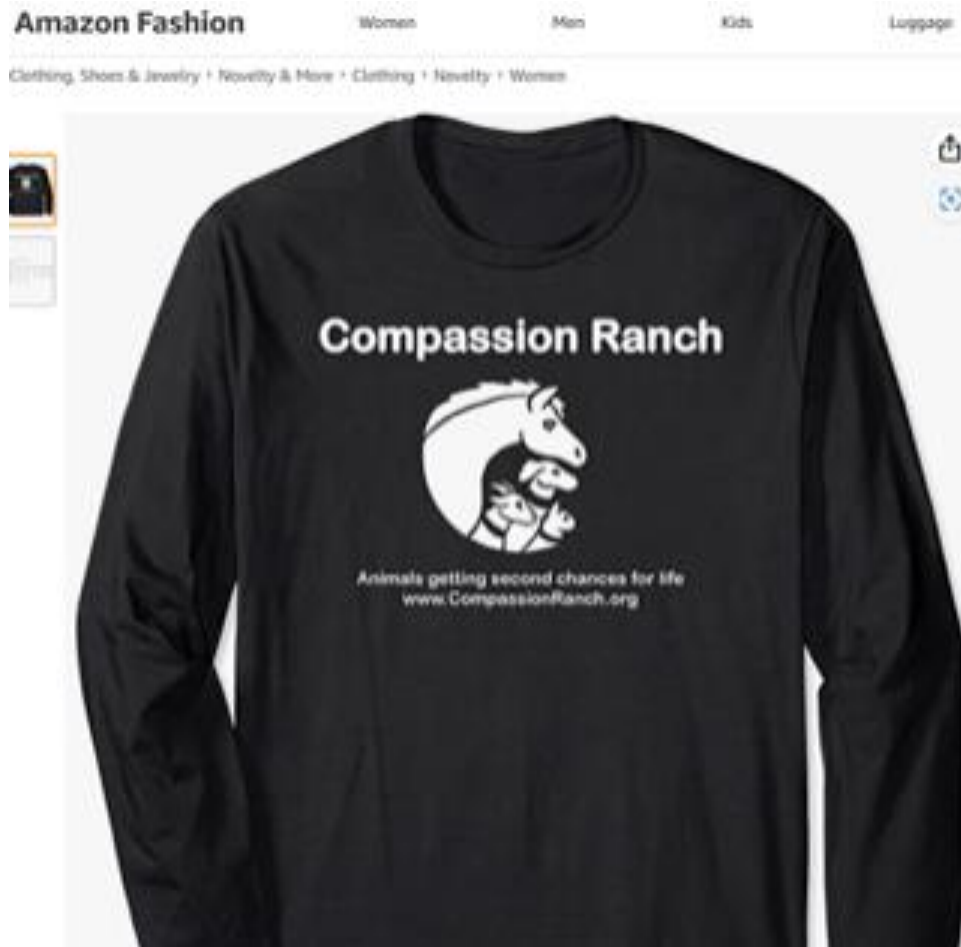 Amazon Fashion
Women
Men
Kids
Luggage
Clothing, Shoes & Jewelry › Novelty & More › Clothing › Novelty › Women
Compassion Ranch
Animals getting second chances for life
www.CompassionRanch.org